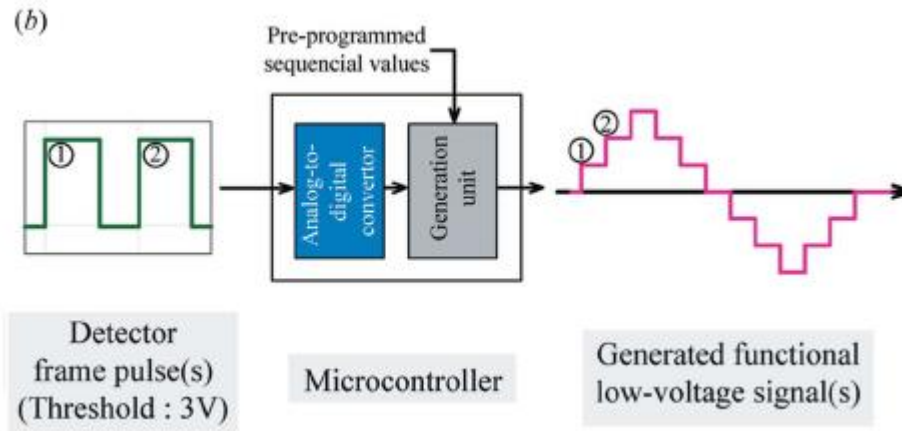 (b)
Pre-programmed
sequencial values
①
②
Analog-to-
digital
convertor
Generation
unit
①
②
Detector
frame pulse(s)
(Threshold : 3V)
Microcontroller
Generated functional
low-voltage signal(s)